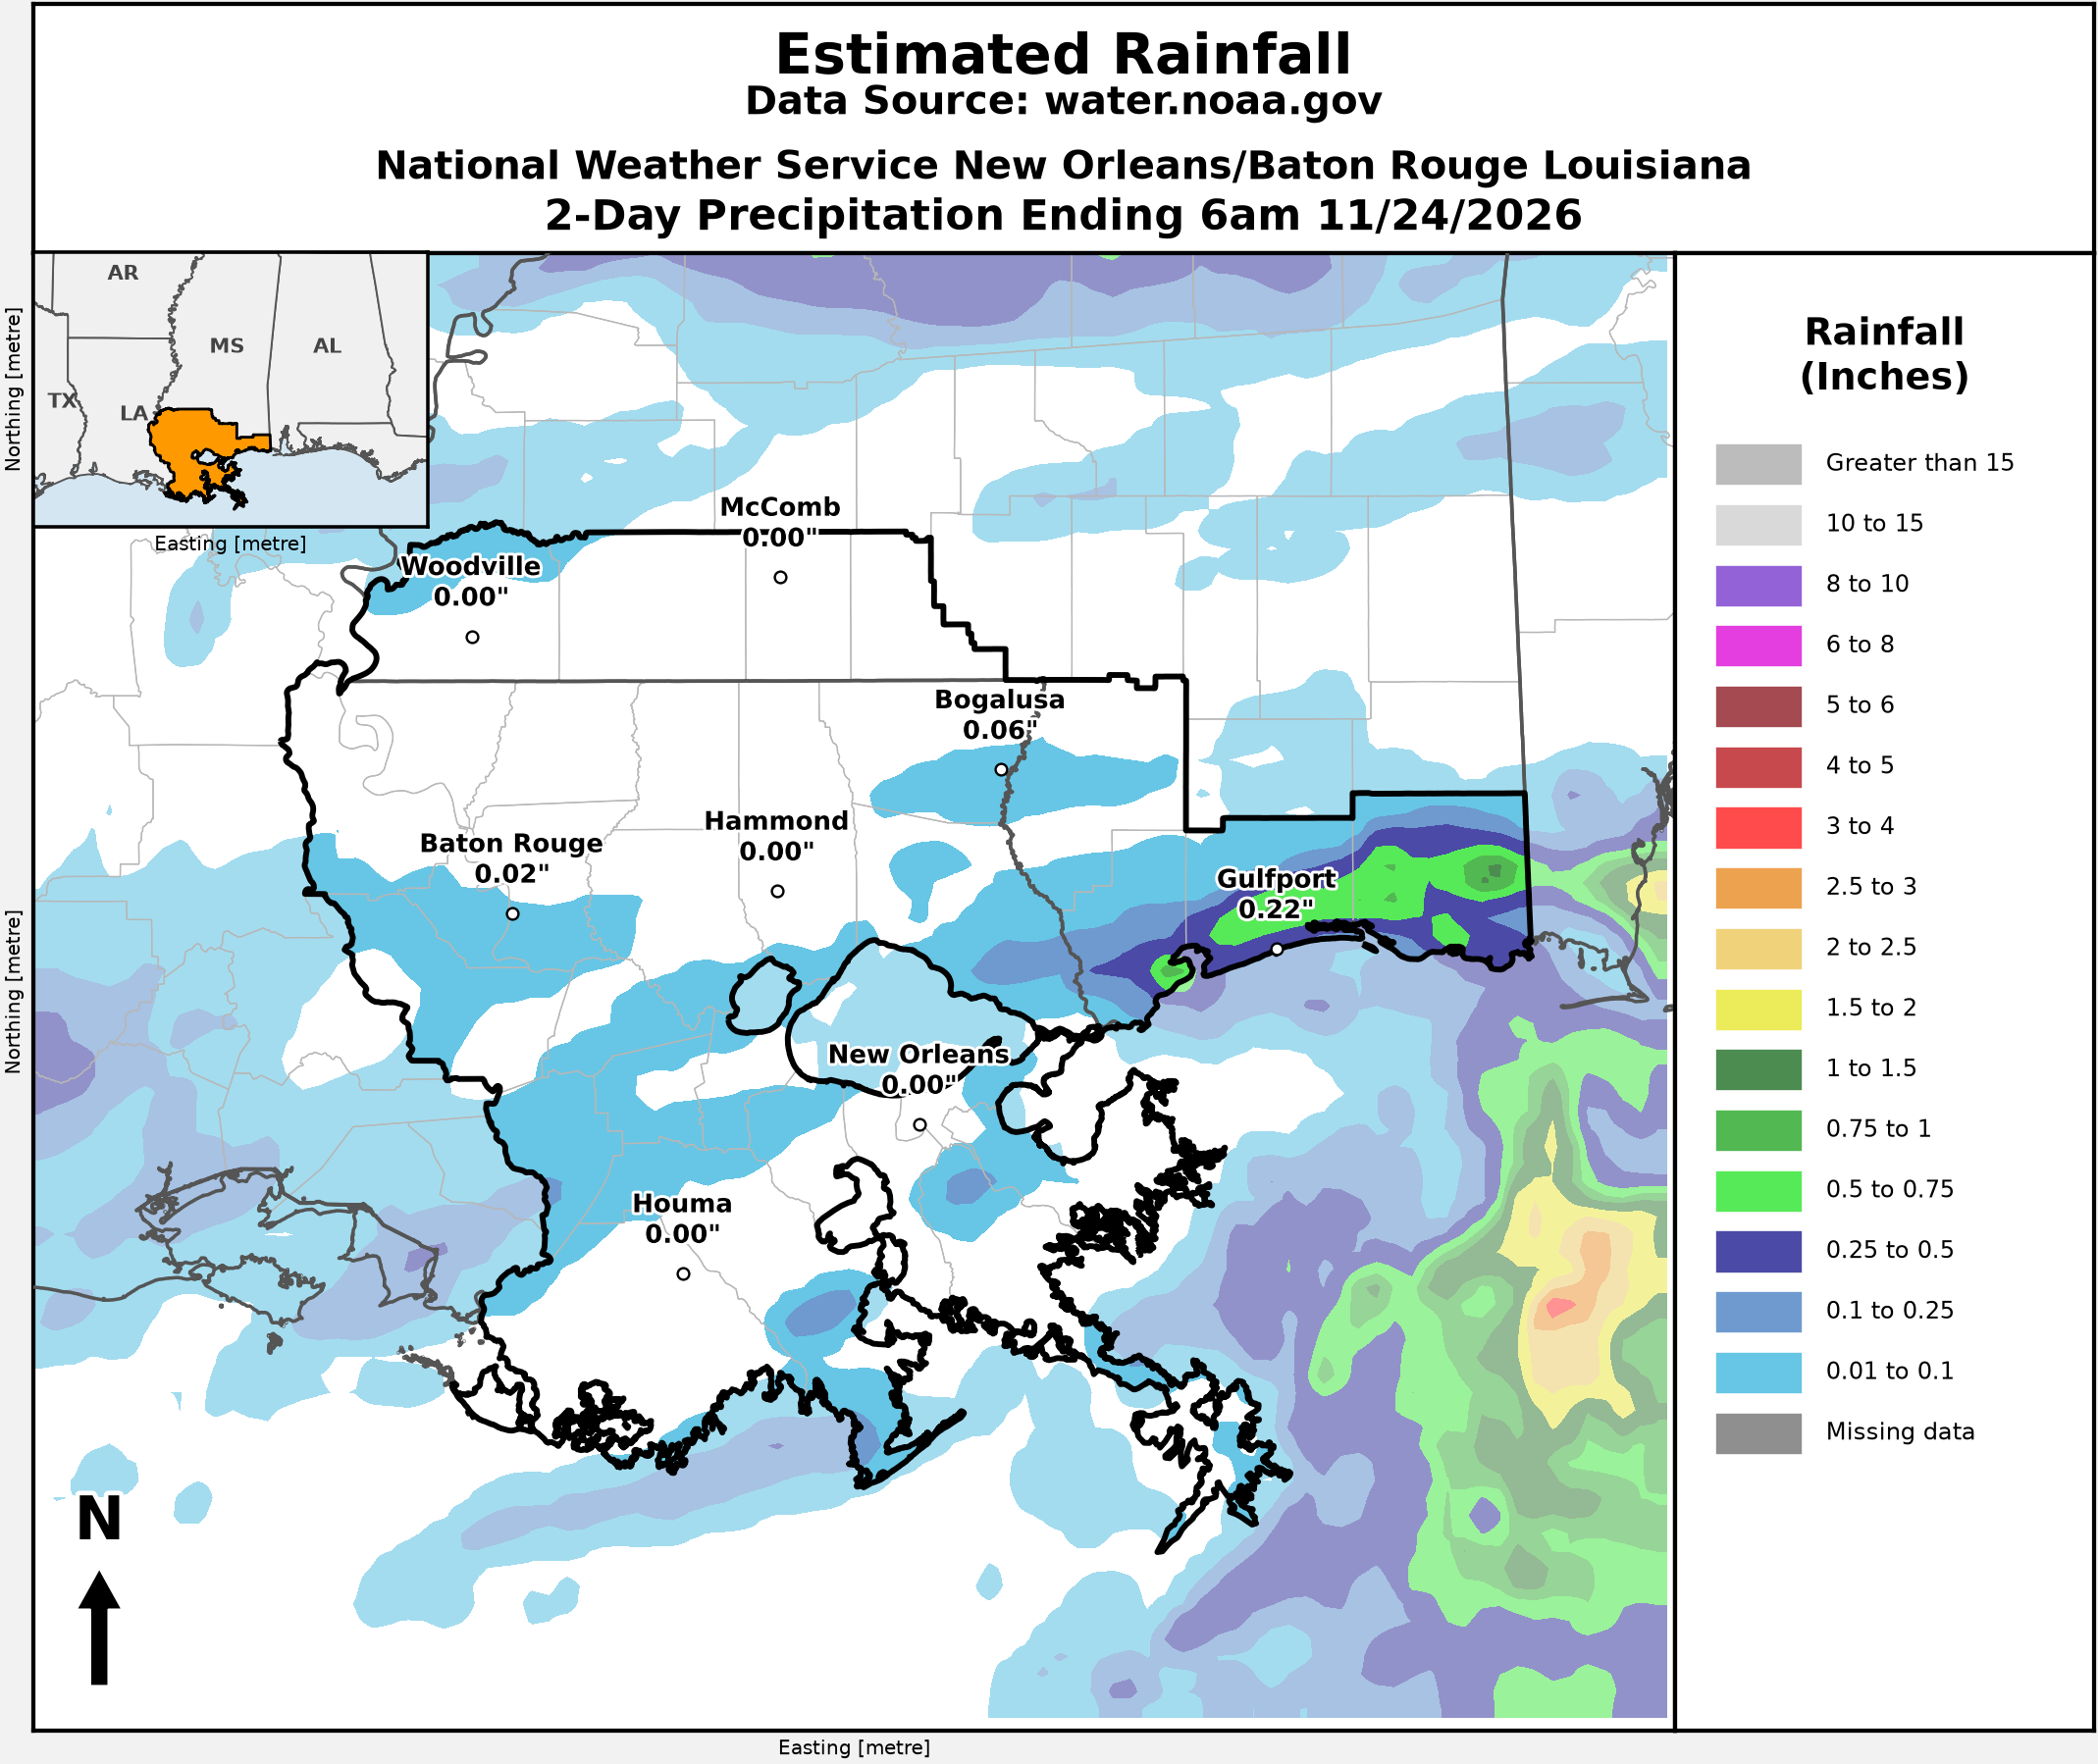 Estimated Rainfall
Data Source: water.noaa.gov
National Weather Service New Orleans/Baton Rouge Louisiana
2-Day Precipitation Ending 6am 11/24/2026
AR
MS
AL
TX
LA
Northing [metre]
Easting [metre]
McComb
0.00"
Woodville
0.00"
Bogalusa
0.06"
Hammond
0.00"
Baton Rouge
0.02"
Gulfport
0.22"
New Orleans
0.00"
Houma
0.00"
N
Northing [metre]
Easting [metre]
Rainfall
(Inches)
Greater than 15
10 to 15
8 to 10
6 to 8
5 to 6
4 to 5
3 to 4
2.5 to 3
2 to 2.5
1.5 to 2
1 to 1.5
0.75 to 1
0.5 to 0.75
0.25 to 0.5
0.1 to 0.25
0.01 to 0.1
Missing data